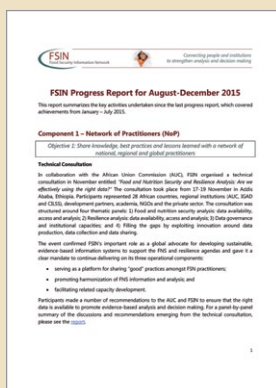 FSIN
Food Security Information Network
Connecting people and institutions
to strengthen analysis and decision making
FSIN Progress Report for August-December 2015
This report summarizes the key activities undertaken since the last progress report, which covered
achievements from January – July 2015.
Component 1 – Network of Practitioners (NoP)
Objective 1: Share knowledge, best practices and lessons learned with a network of
national, regional and global practitioners
Technical Consultation
In collaboration with the African Union Commission (AUC), FSIN organised a technical
consultation in November entitled: "Food and Nutrition Security and Resilience Analysis: Are we
effectively using the right data?" The consultation took place from 17-19 November in Addis
Ababa, Ethiopia. Participants represented 28 African countries, regional institutions (AUC, IGAD
and CILSS), development partners, academia, NGOs and the private sector. The consultation was
structured around four thematic panels: 1) Food and nutrition security analysis: data availability,
access and analysis; 2) Resilience analysis: data availability, access and analysis; 3) Data governance
and institutional capacities; and 4) Filling the gaps by exploiting innovation around data
production, data collection and data sharing.
The event confirmed FSIN's important role as a global advocate for developing sustainable,
evidence-based information systems to support the FNS and resilience agendas and gave it a
clear mandate to continue delivering on its three operational components:
• serving as a platform for sharing "good" practices amongst FSIN practitioners;
• promoting harmonization of FNS information and analysis; and
• facilitating related capacity development.
Participants made a number of recommendations to the AUC and FSIN to ensure that the right
data is available to promote evidence-based analysis and decision making. For a panel-by-panel
summary of the discussions and recommendations emerging from the technical consultation,
please see the report.
1